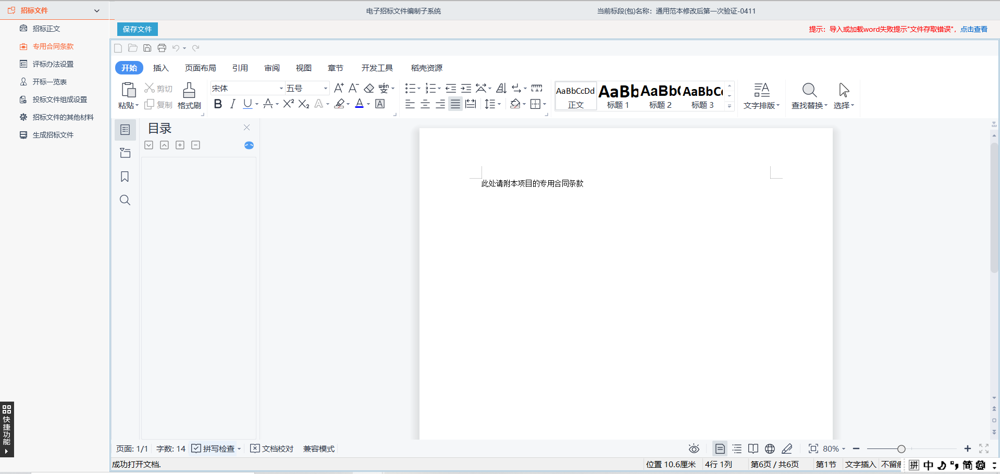 招标文件
电子招标文件编制子系统
当前标段(包)名称：通用范本修改后第一次验证-0411
招标正文
专用合同条款
评标办法设置
开标一览表
投标文件组成设置
招标文件的其他材料
生成招标文件
快捷功能
保存文件
提示：导入或加载word失败提示"文件存取错误"，点击查看
开始 插入 页面布局 引用 审阅 视图 章节 开发工具 稻壳资源
粘贴 剪切 复制 格式刷
宋体 五号
AaBbCcDd 正文
AaBb 标题 1
AaBb 标题 2
AaBbC 标题 3
文字排版 查找替换 选择
目录
此处请附本项目的专用合同条款
页面: 1/1 字数: 14 拼写检查 文档校对 兼容模式
80%
成功打开文档.
位置 10.6厘米 4行 1列 第6页 / 共6页 第1节 文字插入 不留
拼 中 简